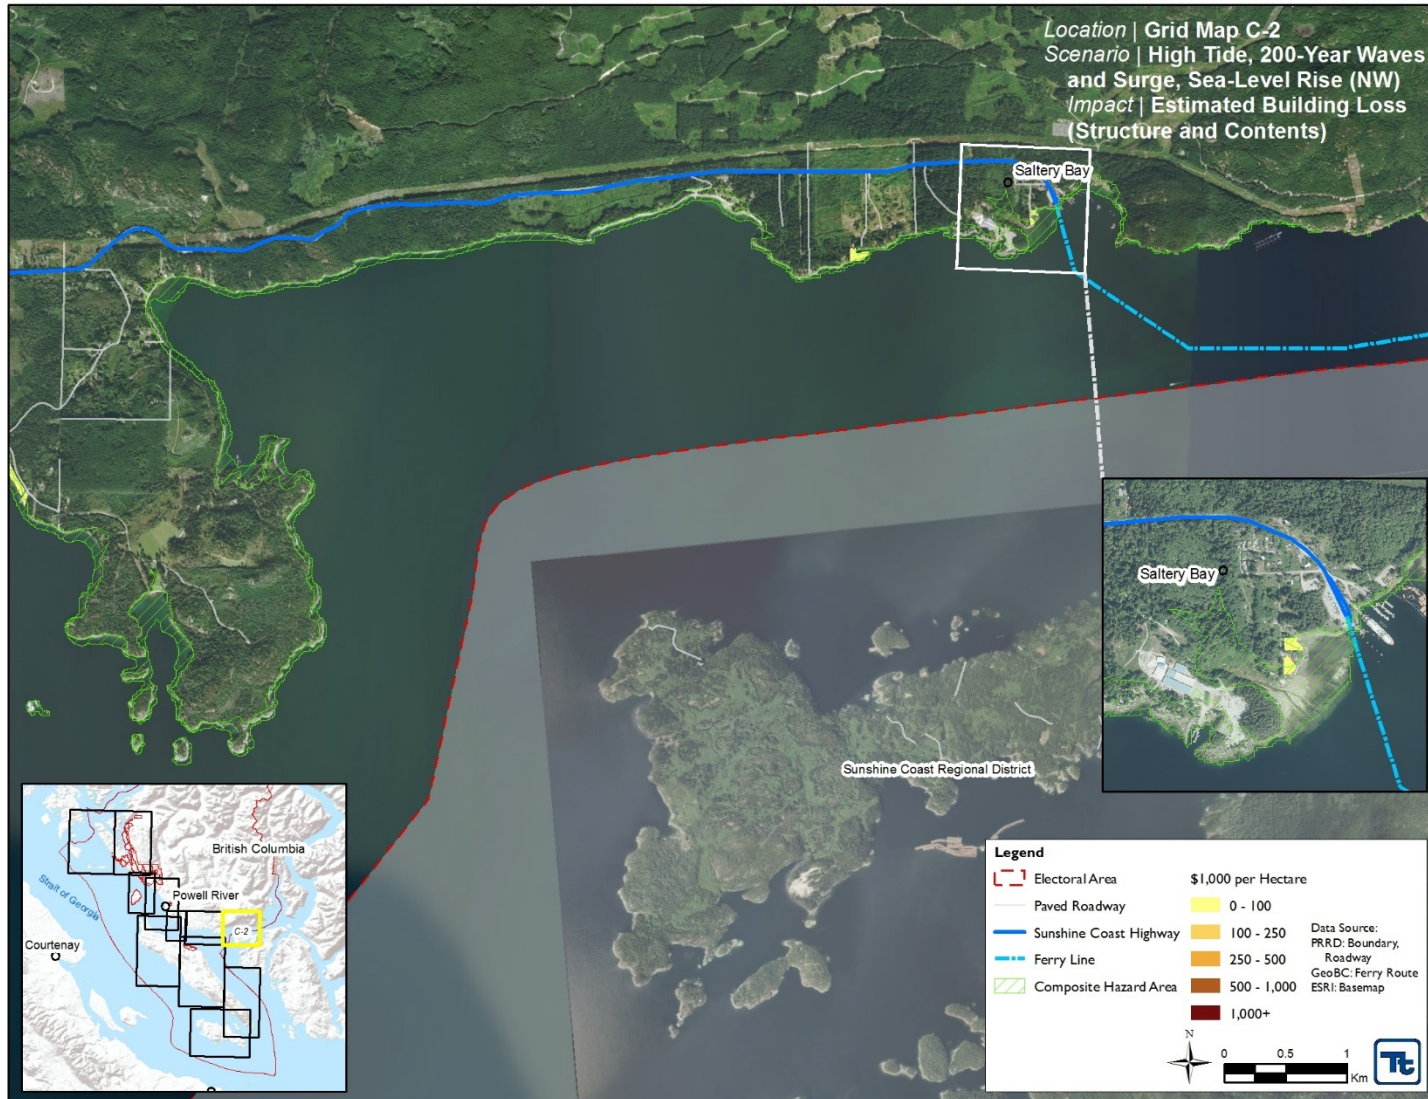 Location | Grid Map C-2
Scenario | High Tide, 200-Year Waves
and Surge, Sea-Level Rise (NW)
Impact | Estimated Building Loss
(Structure and Contents)
Saltery Bay
Saltery Bay
Sunshine Coast Regional District
British Columbia
Powell River
Strait of Georgia
C-2
Courtenay
Legend
Electoral Area
Paved Roadway
Sunshine Coast Highway
Ferry Line
Composite Hazard Area
$1,000 per Hectare
0 - 100
100 - 250
250 - 500
500 - 1,000
1,000+
Data Source:
PRRD: Boundary,
Roadway
GeoBC: Ferry Route
ESRI: Basemap
N
0 0.5 1
Km
Tt